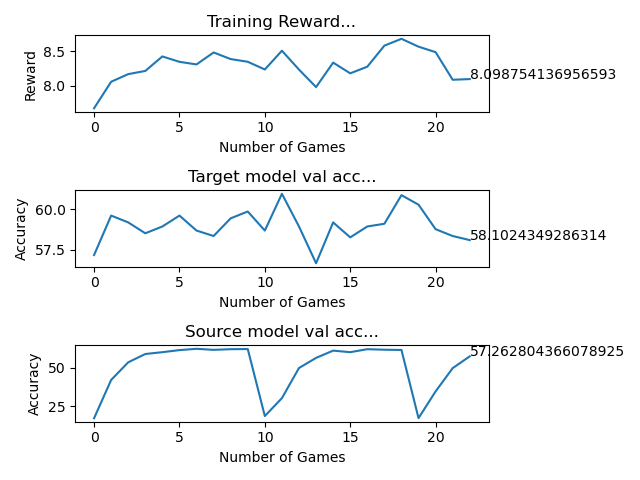 Training Reward...
Reward
8.5
8.0
8.098754136956593
0 5 10 15 20
Number of Games
Target model val acc...
Accuracy
60.0
57.5
58.1024349286314
0 5 10 15 20
Number of Games
Source model val acc...
Accuracy
57.262804366078925
50
25
0 5 10 15 20
Number of Games